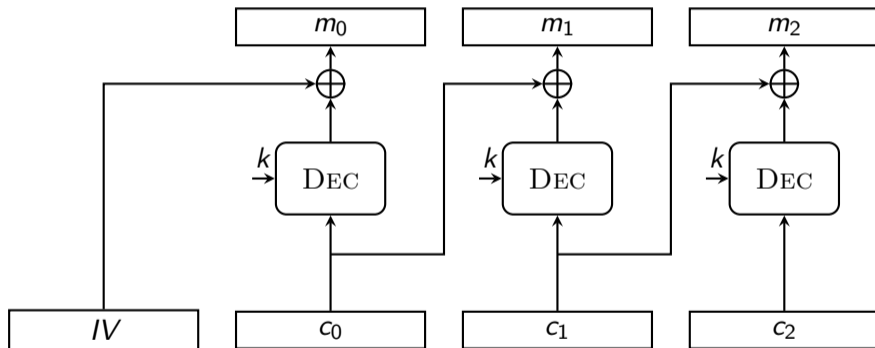 m₀ m₁ m₂
k DEC k DEC k DEC
IV c₀ c₁ c₂